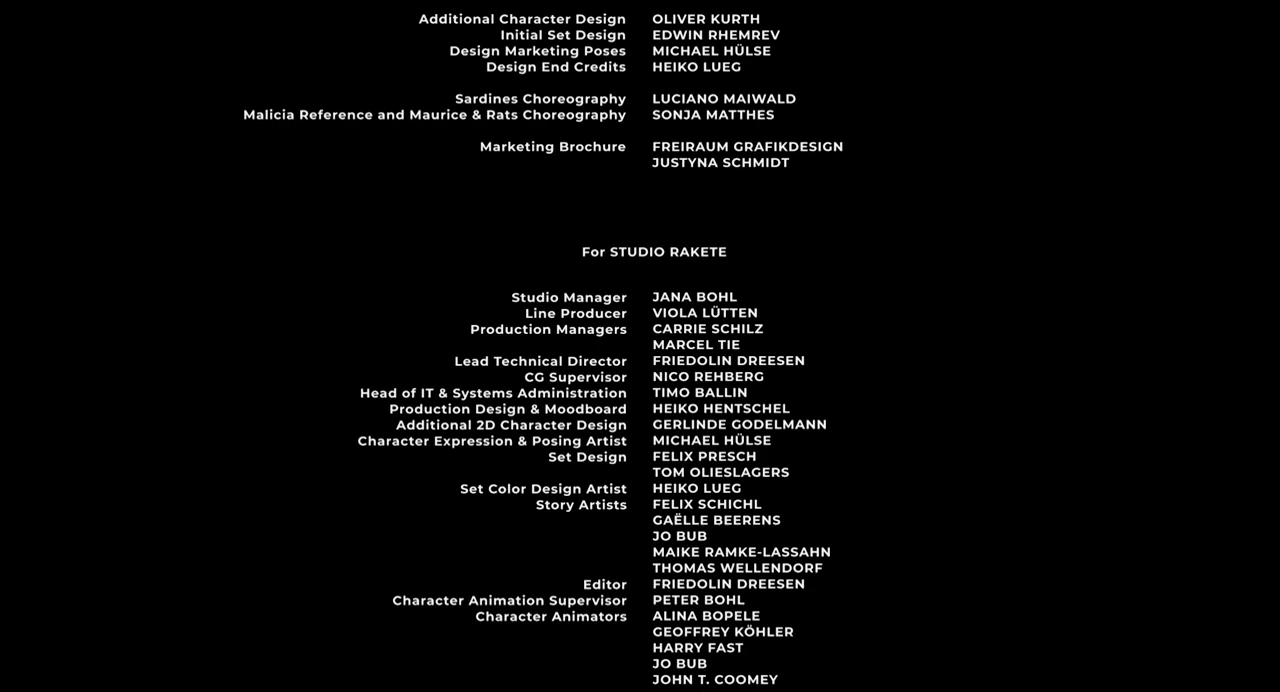 Additional Character Design OLIVER KURTH
Initial Set Design EDWIN RHEMREV
Design Marketing Poses MICHAEL HÜLSE
Design End Credits HEIKO LUEG
Sardines Choreography LUCIANO MAIWALD
Malicia Reference and Maurice & Rats Choreography SONJA MATTHES
Marketing Brochure FREIRAUM GRAFIKDESIGN
JUSTYNA SCHMIDT
For STUDIO RAKETE
Studio Manager JANA BOHL
Line Producer VIOLA LÜTTEN
Production Managers CARRIE SCHILZ
MARCEL TIE
Lead Technical Director FRIEDOLIN DREESEN
CG Supervisor NICO REHBERG
Head of IT & Systems Administration TIMO BALLIN
Production Design & Moodboard HEIKO HENTSCHEL
Additional 2D Character Design GERLINDE GODELMANN
Character Expression & Posing Artist MICHAEL HÜLSE
Set Design FELIX PRESCH
TOM OLIESLAGERS
Set Color Design Artist HEIKO LUEG
Story Artists FELIX SCHICHL
GAËLLE BEERENS
JO BUB
MAIKE RAMKE-LASSAHN
THOMAS WELLENDORF
Editor FRIEDOLIN DREESEN
Character Animation Supervisor PETER BOHL
Character Animators ALINA BOPELE
GEOFFREY KÖHLER
HARRY FAST
JO BUB
JOHN T. COOMEY